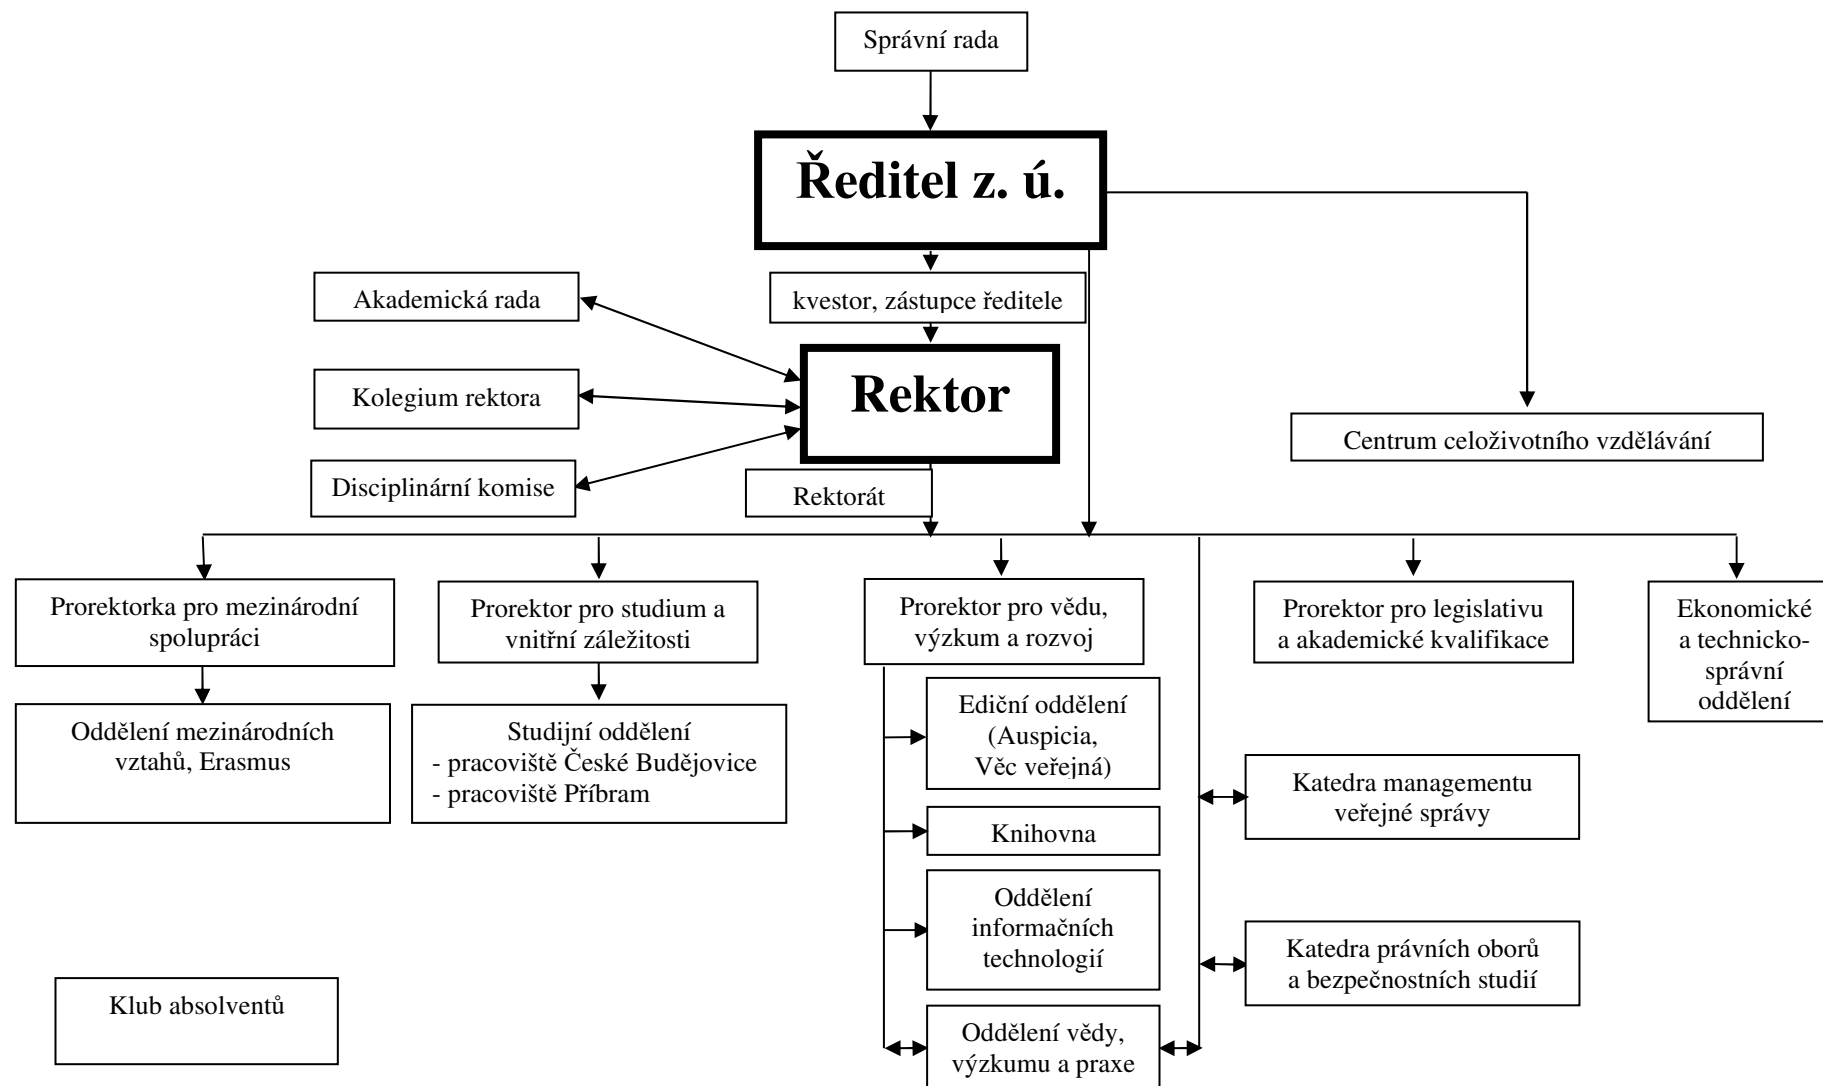 Správní rada
Ředitel z. ú.
Akademická rada
kvestor, zástupce ředitele
Kolegium rektora
Rektor
Centrum celoživotního vzdělávání
Disciplinární komise
Rektorát
Prorektorka pro mezinárodní
spolupráci
Prorektor pro studium a
vnitřní záležitosti
Prorektor pro vědu,
výzkum a rozvoj
Prorektor pro legislativu
a akademické kvalifikace
Ekonomické
a technicko-
správní
oddělení
Oddělení mezinárodních
vztahů, Erasmus
Studijní oddělení
- pracoviště České Budějovice
- pracoviště Příbram
Ediční oddělení
(Auspicia,
Věc veřejná)
Knihovna
Oddělení
informačních
technologií
Oddělení vědy,
výzkumu a praxe
Katedra managementu
veřejné správy
Katedra právních oborů
a bezpečnostních studií
Klub absolventů